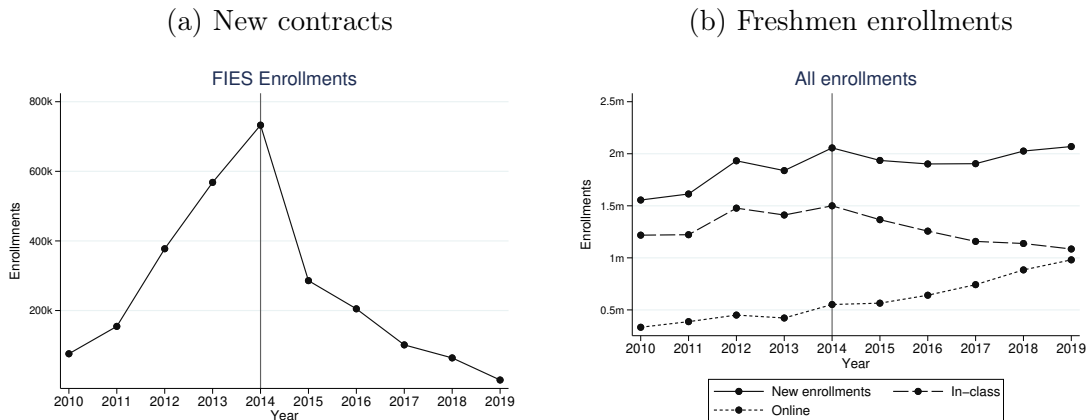 (a) New contracts
FIES Enrollments
800k
600k
400k
200k
Enrollmnents
2010 2011 2012 2013 2014 2015 2016 2017 2018 2019
Year
(b) Freshmen enrollments
All enrollments
2.5m
2m
1.5m
1m
0.5m
Enrollments
2010 2011 2012 2013 2014 2015 2016 2017 2018 2019
Year
New enrollments In-class
Online